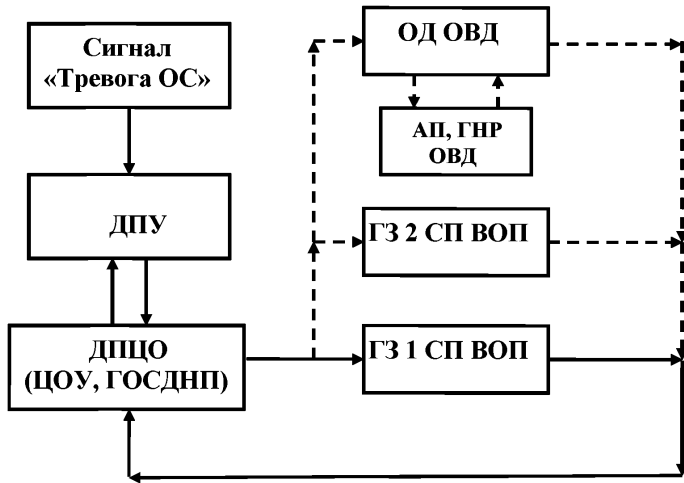 Сигнал
«Тревога ОС»
ДПУ
ДПЦО
(ЦОУ, ГОСДНП)
ОД ОВД
АП, ГНР
ОВД
ГЗ 2 СП ВОП
ГЗ 1 СП ВОП